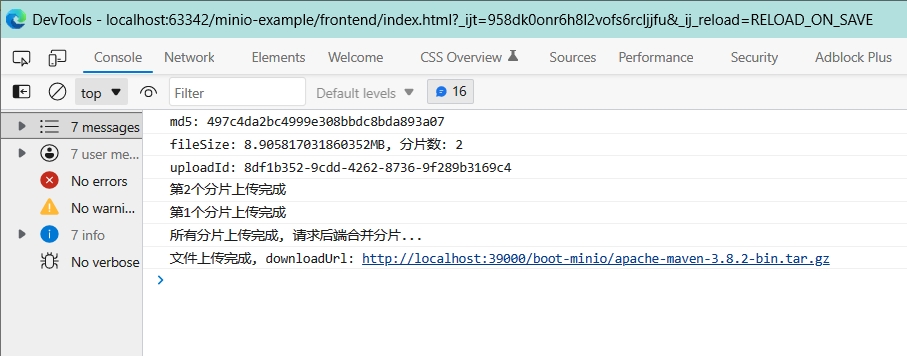 DevTools - localhost:63342/minio-example/frontend/index.html?_ijt=958dk0onr6h8l2vofs6rcljjfu&_ij_reload=RELOAD_ON_SAVE
Console Network Elements Welcome CSS Overview Sources Performance Security Adblock Plus
top Filter Default levels 16
7 messages
7 user me...
No errors
No warni...
7 info
No verbose
md5: 497c4da2bc4999e308bbdc8bda893a07
fileSize: 8.905817031860352MB, 分片数: 2
uploadId: 8df1b352-9cdd-4262-8736-9f289b3169c4
第2个分片上传完成
第1个分片上传完成
所有分片上传完成, 请求后端合并分片...
文件上传完成, downloadUrl: http://localhost:39000/boot-minio/apache-maven-3.8.2-bin.tar.gz